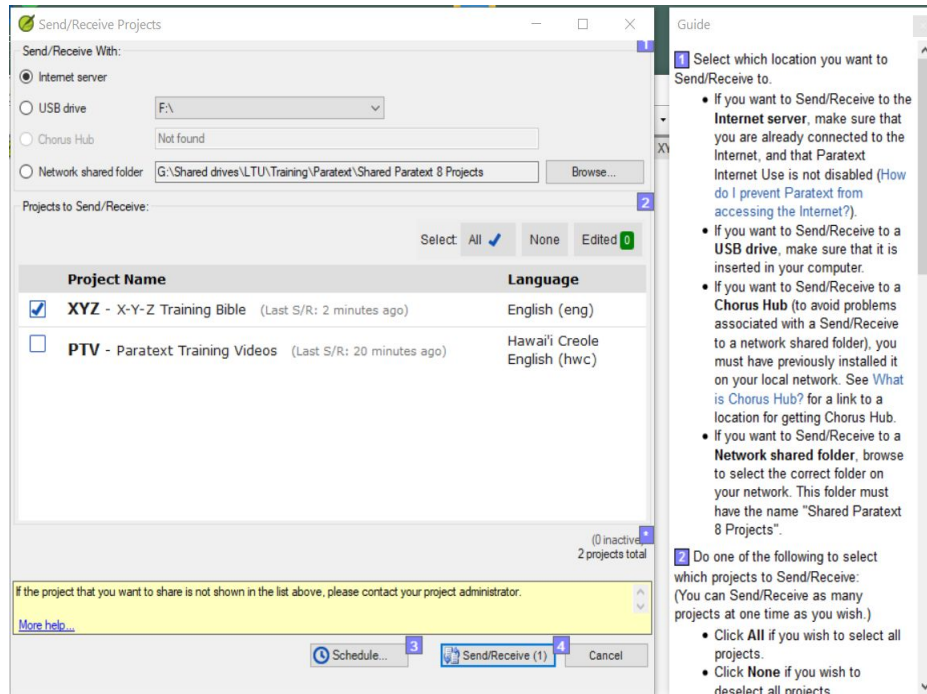 Send/Receive Projects
Send/Receive With:
1
Internet server
USB drive F:\
Chorus Hub Not found
Network shared folder G:\Shared drives\LTU\Training\Paratext\Shared Paratext 8 Projects Browse...
Projects to Send/Receive: 2
Select: All None Edited 0
Project Name Language
XYZ - X-Y-Z Training Bible (Last S/R: 2 minutes ago) English (eng)
PTV - Paratext Training Videos (Last S/R: 20 minutes ago) Hawai'i Creole
English (hwc)
(0 inactive) *
2 projects total
If the project that you want to share is not shown in the list above, please contact your project administrator.
More help...
Schedule... 3 Send/Receive (1) 4 Cancel
XY
Guide
1 Select which location you want to
Send/Receive to.
• If you want to Send/Receive to the
Internet server, make sure that
you are already connected to the
Internet, and that Paratext
Internet Use is not disabled (How
do I prevent Paratext from
accessing the Internet?).
• If you want to Send/Receive to a
USB drive, make sure that it is
inserted in your computer.
• If you want to Send/Receive to a
Chorus Hub (to avoid problems
associated with a Send/Receive
to a network shared folder), you
must have previously installed it
on your local network. See What
is Chorus Hub? for a link to a
location for getting Chorus Hub.
• If you want to Send/Receive to a
Network shared folder, browse
to select the correct folder on
your network. This folder must
have the name "Shared Paratext
8 Projects".
2 Do one of the following to select
which projects to Send/Receive:
(You can Send/Receive as many
projects at one time as you wish.)
• Click All if you wish to select all
projects.
• Click None if you wish to
deselect all projects